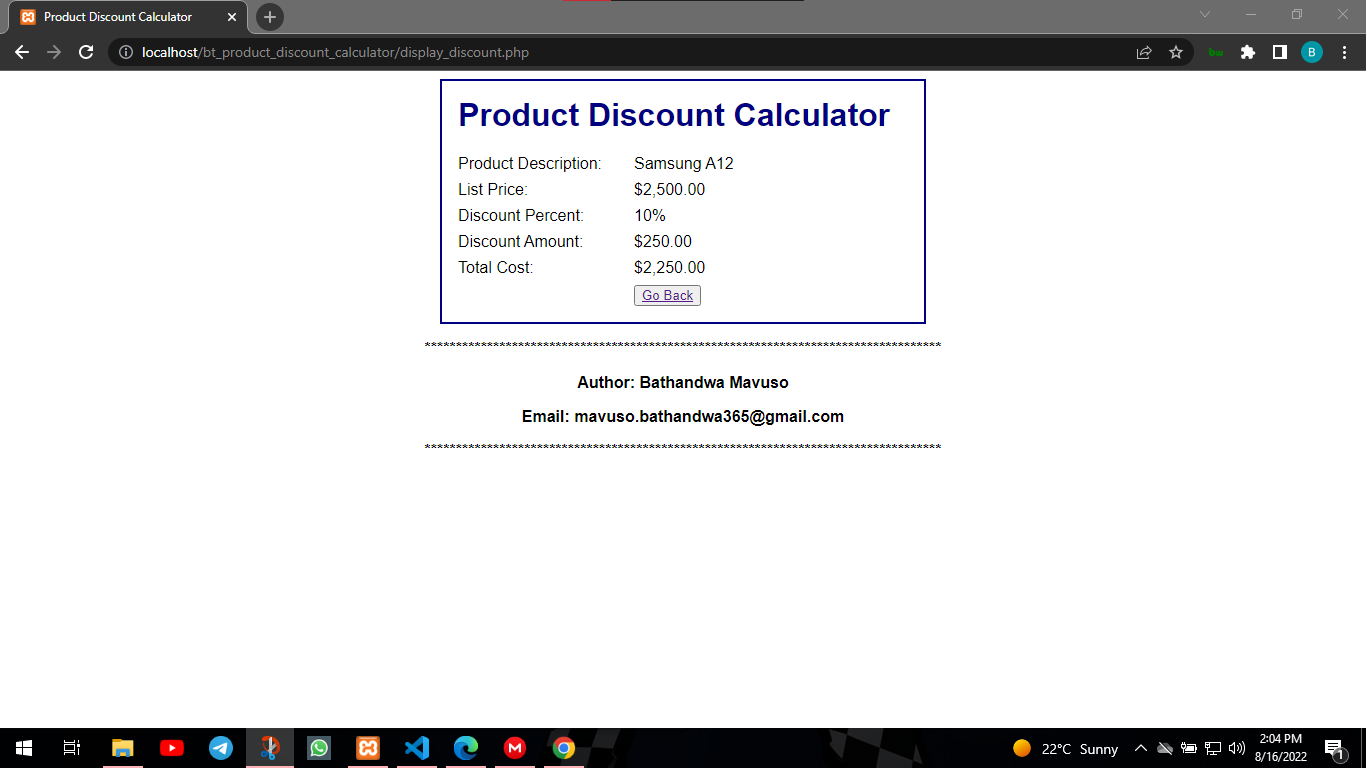 Product Discount Calculator
localhost/bt_product_discount_calculator/display_discount.php
bw
B
Product Discount Calculator
Product Description: Samsung A12
List Price: $2,500.00
Discount Percent: 10%
Discount Amount: $250.00
Total Cost: $2,250.00
Go Back
***********************************************************************************
Author: Bathandwa Mavuso
Email: mavuso.bathandwa365@gmail.com
***********************************************************************************
22°C Sunny
2:04 PM
8/16/2022
1